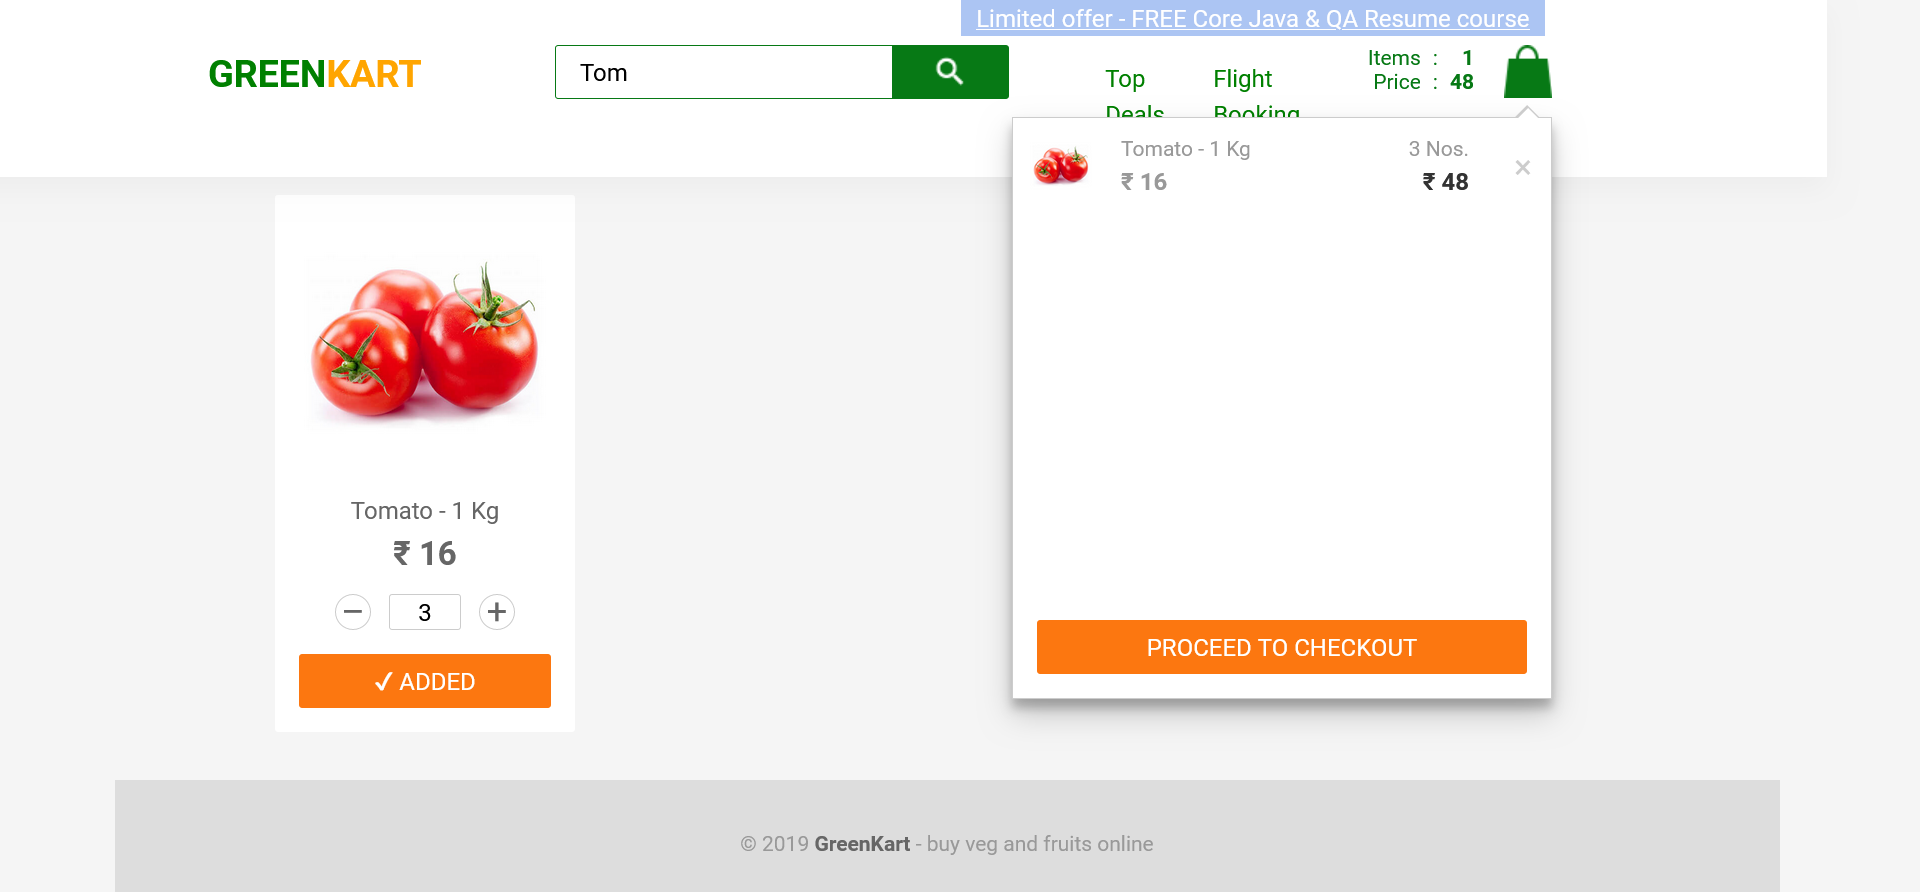 Limited offer - FREE Core Java & QA Resume course
GREENKART
Tom
Top Deals
Flight Booking
Items : 1
Price : 48
Tomato - 1 Kg
₹ 16
3 Nos.
₹ 48
×
PROCEED TO CHECKOUT
Tomato - 1 Kg
₹ 16
− 3 +
✓ ADDED
© 2019 GreenKart - buy veg and fruits online